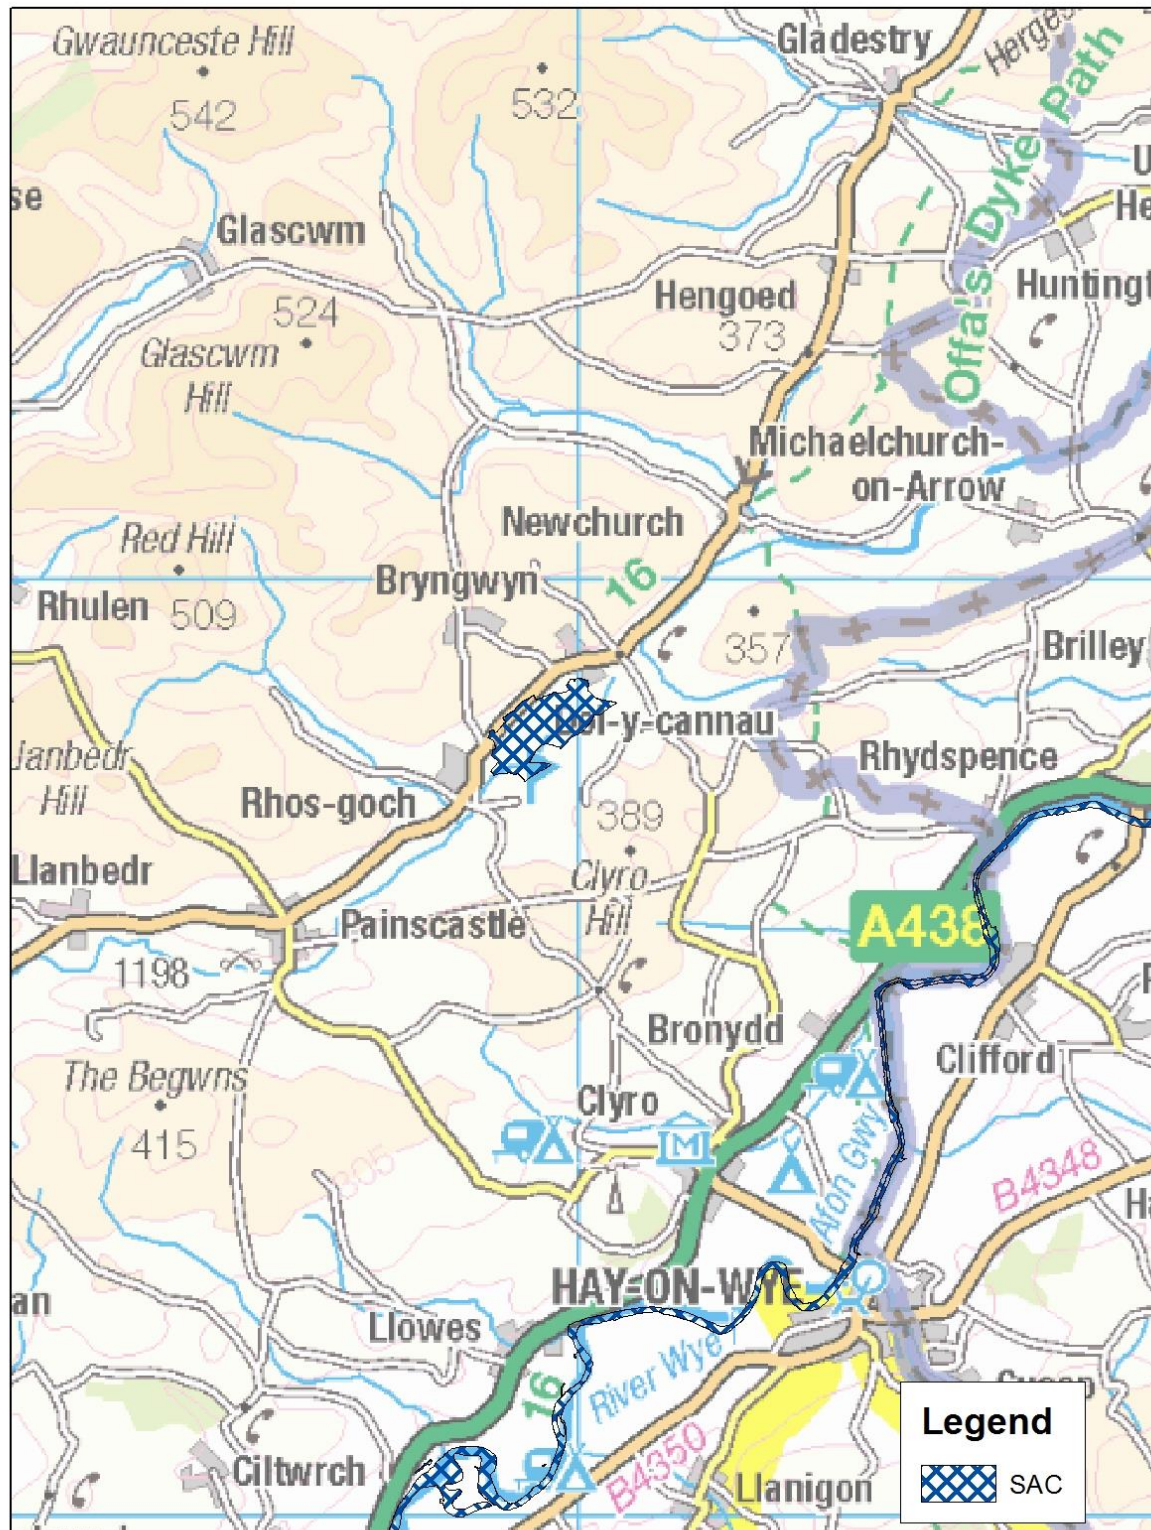 Gwaunceste Hill
542
532
Gladestry
Offa's Dyke Path
Glascwm
524
Glascwm
Hill
Hengoed
373
Michaelchurch-
on-Arrow
Newchurch
Red Hill
509
Rhulen
Bryngwyn
16
357
Brilley
Rhydspence
Rhos-goch
389
Clyro
Hill
Llanbedr
Painscastle
1198
A438
Bronydd
Clifford
The Begwns
415
Clyro
305
Afon Gwy
B4348
HAY-ON-WYE
Llowes
River Wye
16
B4350
Ciltwrch
Llanigon
Legend
SAC